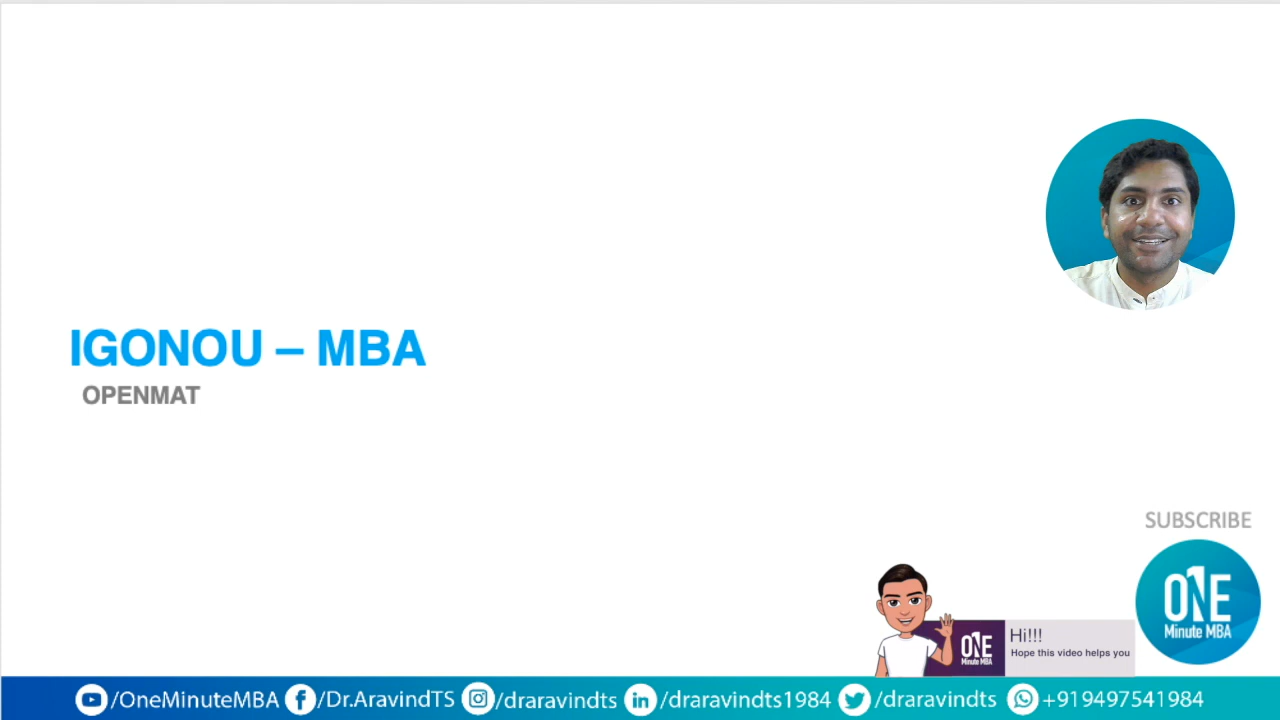 IGONOU – MBA
OPENMAT
SUBSCRIBE
ONE
Minute MBA
ONE
Minute MBA
Hi!!!
Hope this video helps you
/OneMinuteMBA /Dr.AravindTS /draravindts /draravindts1984 /draravindts +919497541984